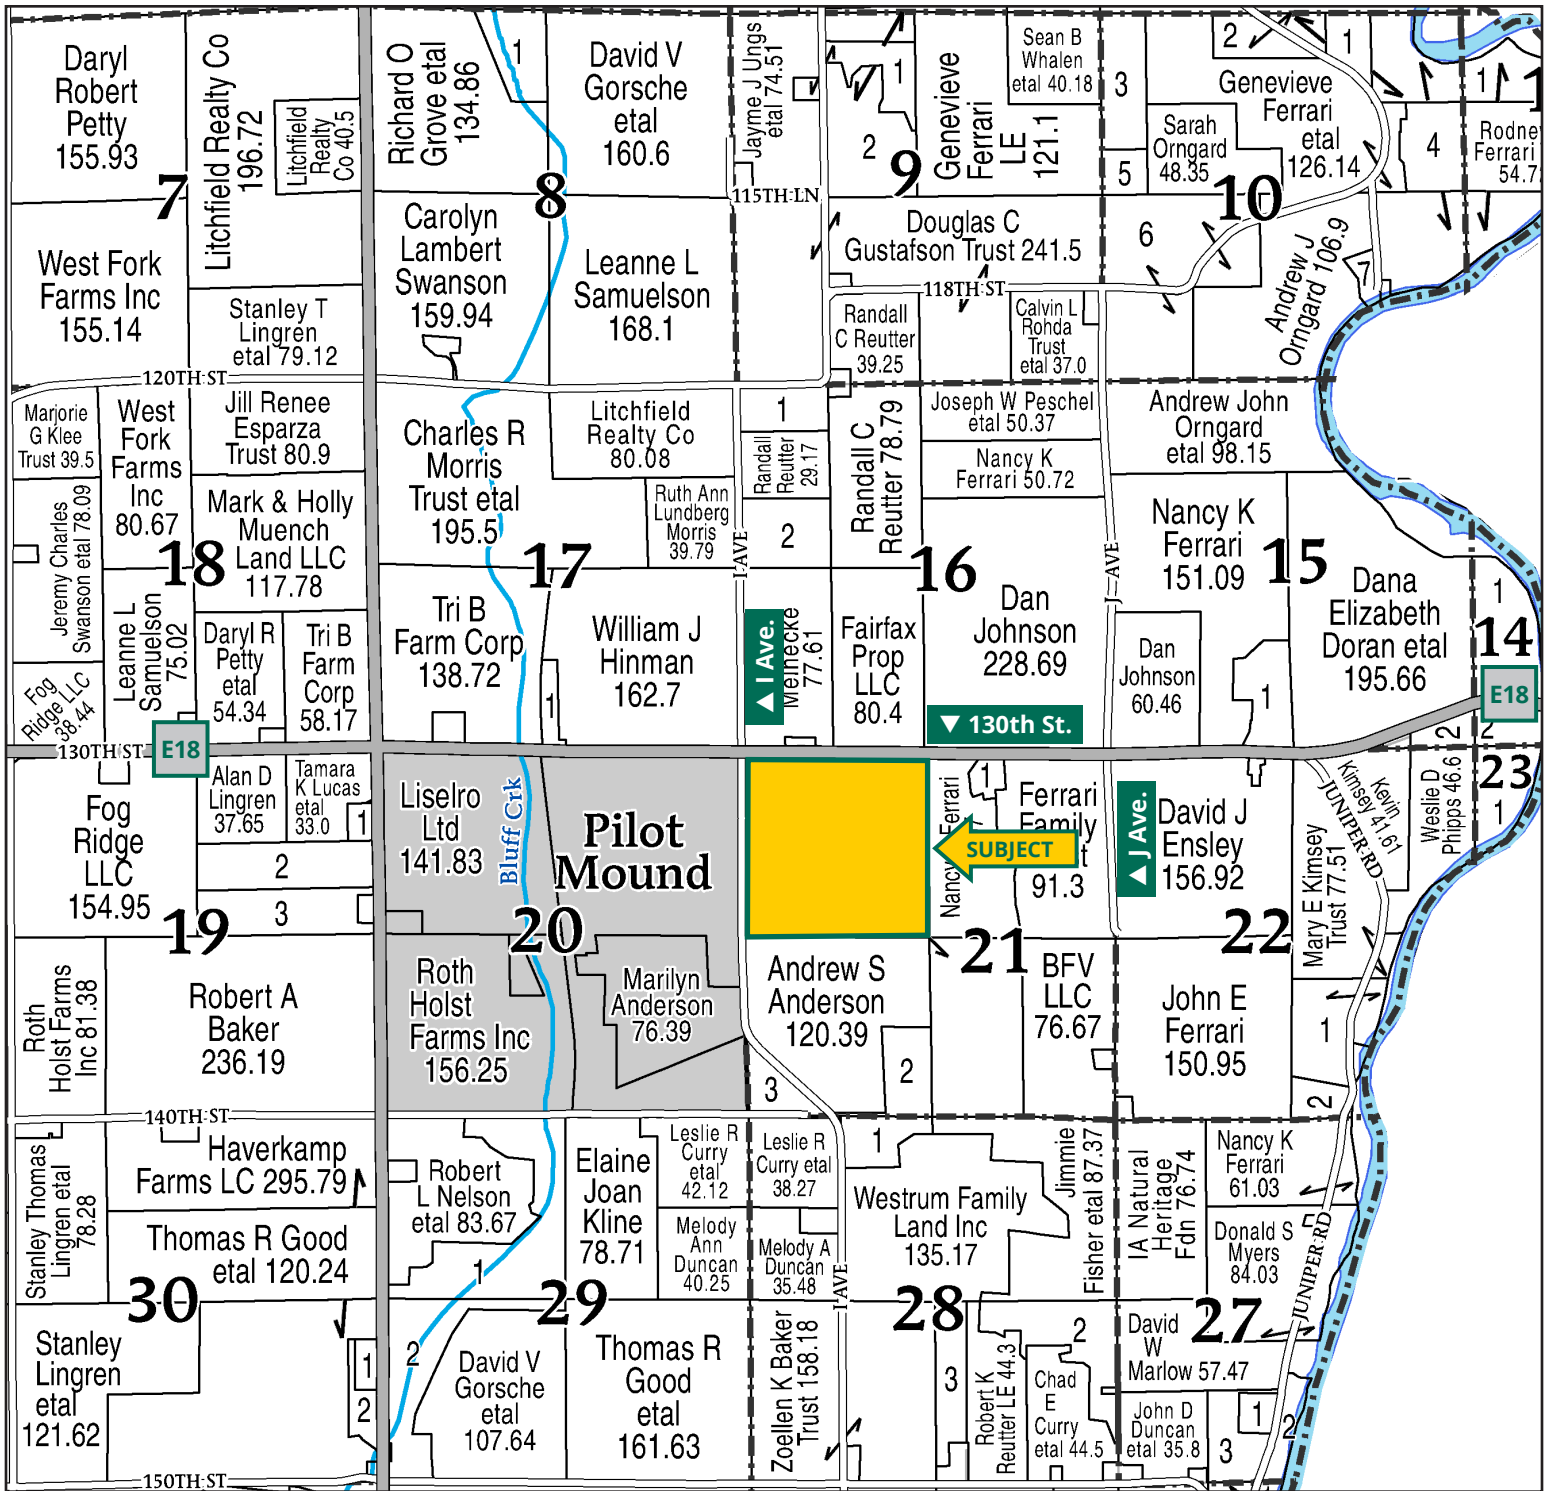 Daryl
Robert
Petty
155.93
Litchfield Realty Co
196.72
Litchfield
Realty
Co 40.5
Richard O
Grove etal
134.86
1
David V
Gorsche
etal
160.6
Jayme J Ungs
etal 74.51
1
2
Genevieve
Ferrari
LE
121.1
Sean B
Whalen
etal 40.18
3
5
2
1
Genevieve
Ferrari
etal
126.14
Sarah
Orngard
48.35
4
1
1
Rodney
Ferrari
7
8
9
10
115TH LN
West Fork
Farms Inc
155.14
Stanley T
Lingren
etal 79.12
Carolyn
Lambert
Swanson
159.94
Leanne L
Samuelson
168.1
Douglas C
Gustafson Trust 241.5
6
Andrew J
Orngard 106.9
7
118TH ST
Randall
C Reutter
39.25
Calvin L
Rohda
Trust
etal 37.0
120TH ST
Marjorie
G Klee
Trust 39.5
West
Fork
Farms
Inc
80.67
Jill Renee
Esparza
Trust 80.9
Charles R
Morris
Trust etal
195.5
Litchfield
Realty Co
80.08
1
Randall
Reutter
29.17
2
Randall C
Reutter 78.79
Joseph W Peschel
etal 50.37
Nancy K
Ferrari 50.72
Andrew John
Orngard
etal 98.15
Jeremy Charles
Swanson etal 78.09
Mark & Holly
Muench
Land LLC
117.78
Ruth Ann
Lundberg
Morris
39.79
I AVE
J AVE
Nancy K
Ferrari
151.09
18
17
16
15
14
Leanne L
Samuelson
75.02
Daryl R
Petty
etal
54.34
Tri B
Farm
Corp
58.17
Tri B
Farm Corp
138.72
1
William J
Hinman
162.7
▲ I Ave.
Meinecke
77.61
Fairfax
Prop
LLC
80.4
Dan
Johnson
228.69
Dan
Johnson
60.46
1
Dana
Elizabeth
Doran etal
195.66
1
Fog
Ridge LLC
38.44
E18
E18
▼ 130th St.
130TH ST
2
2
Fog
Ridge
LLC
154.95
Alan D
Lingren
37.65
Tamara
K Lucas
etal
33.0
1
2
3
Liselro
Ltd
141.83
Bluff Crk
Pilot
Mound
Nancy Ferrari
1
SUBJECT
Ferrari
Family
91.3
▲ J Ave.
David J
Ensley
156.92
Mary E Kimsey
Trust 77.51
Kevin
Kimsey 41.61
JUNIPER RD
Weslie D
Phipps 46.6
23
1
19
20
21
22
Roth
Holst Farms
Inc 81.38
Robert A
Baker
236.19
Roth
Holst
Farms Inc
156.25
Marilyn
Anderson
76.39
Andrew S
Anderson
120.39
2
3
BFV
LLC
76.67
John E
Ferrari
150.95
1
2
140TH ST
Stanley Thomas
Lingren etal
78.28
Haverkamp
Farms LC 295.79
Robert
L Nelson
etal 83.67
Elaine
Joan
Kline
78.71
Leslie R
Curry
etal
42.12
Leslie R
Curry etal
38.27
1
Westrum Family
Land Inc
135.17
Jimmie
Fisher etal 87.37
IA Natural
Heritage
Fdn 76.74
Nancy K
Ferrari
61.03
Thomas R Good
etal 120.24
1
Melody
Ann
Duncan
40.25
Melody A
Duncan
35.48
I AVE
Donald S
Myers
84.03
JUNIPER RD
30
29
28
27
Stanley
Lingren
etal
121.62
1
2
2
David V
Gorsche
etal
107.64
Thomas R
Good
etal
161.63
Zoellen K Baker
Trust 158.18
3
Robert K
Reutter LE 44.3
2
Chad
E
Curry
etal 44.5
David
W
Marlow 57.47
John D
Duncan
etal 35.8
3
1
2
150TH ST